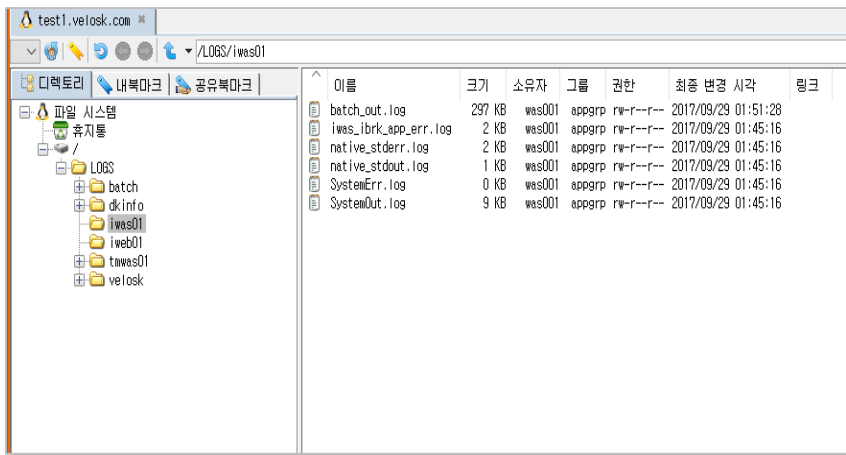 test1.velosk.com
/LOGS/iwas01
디렉토리 내북마크 공유북마크
파일 시스템
휴지통
/
LOGS
batch
dkinfo
iwas01
iweb01
tmwas01
velosk
이름 크기 소유자 그룹 권한 최종 변경 시각 링크
batch_out.log 297 KB was001 appgrp rw-r--r-- 2017/09/29 01:51:28
iwas_ibrk_app_err.log 2 KB was001 appgrp rw-r--r-- 2017/09/29 01:45:16
native_stderr.log 2 KB was001 appgrp rw-r--r-- 2017/09/29 01:45:16
native_stdout.log 1 KB was001 appgrp rw-r--r-- 2017/09/29 01:45:16
SystemErr.log 0 KB was001 appgrp rw-r--r-- 2017/09/29 01:45:16
SystemOut.log 9 KB was001 appgrp rw-r--r-- 2017/09/29 01:45:16